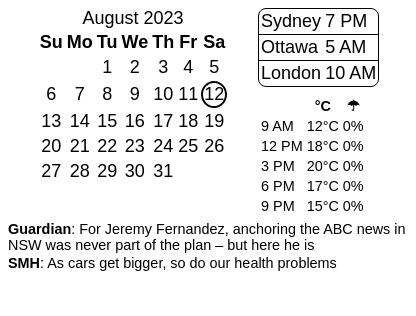 August 2023
Su Mo Tu We Th Fr Sa
1 2 3 4 5
6 7 8 9 10 11 12
13 14 15 16 17 18 19
20 21 22 23 24 25 26
27 28 29 30 31
Sydney 7 PM
Ottawa 5 AM
London 10 AM
°C ☂
9 AM 12°C 0%
12 PM 18°C 0%
3 PM 20°C 0%
6 PM 17°C 0%
9 PM 15°C 0%
Guardian: For Jeremy Fernandez, anchoring the ABC news in
NSW was never part of the plan – but here he is
SMH: As cars get bigger, so do our health problems